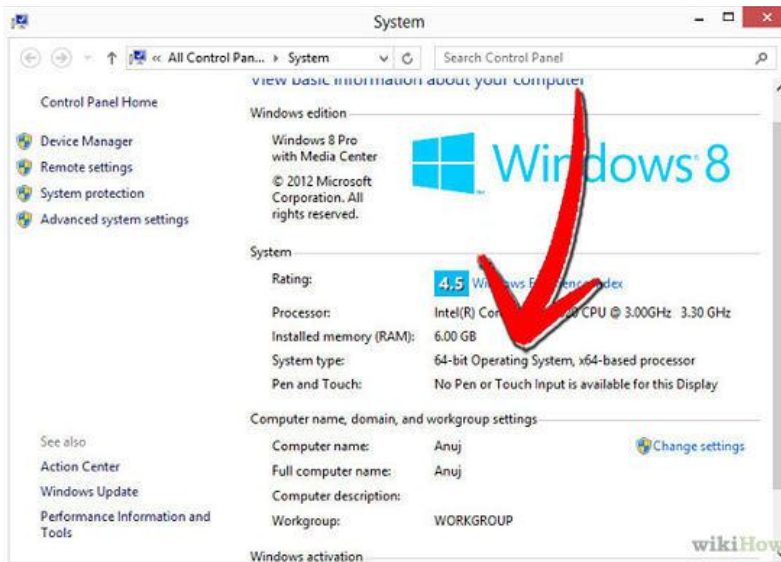 System
All Control Pan... System
Search Control Panel
View basic information about your computer
Control Panel Home
Device Manager
Remote settings
System protection
Advanced system settings
See also
Action Center
Windows Update
Performance Information and
Tools
Windows edition
Windows 8 Pro
with Media Center
© 2012 Microsoft
Corporation. All
rights reserved.
Windows 8
System
Rating: 4.5
Processor: Intel(R) CPU @ 3.00GHz 3.30 GHz
Installed memory (RAM): 6.00 GB
System type: 64-bit Operating System, x64-based processor
Pen and Touch: No Pen or Touch Input is available for this Display
Computer name, domain, and workgroup settings
Computer name: Anuj
Change settings
Full computer name: Anuj
Computer description:
Workgroup: WORKGROUP
Windows activation
wikiHow